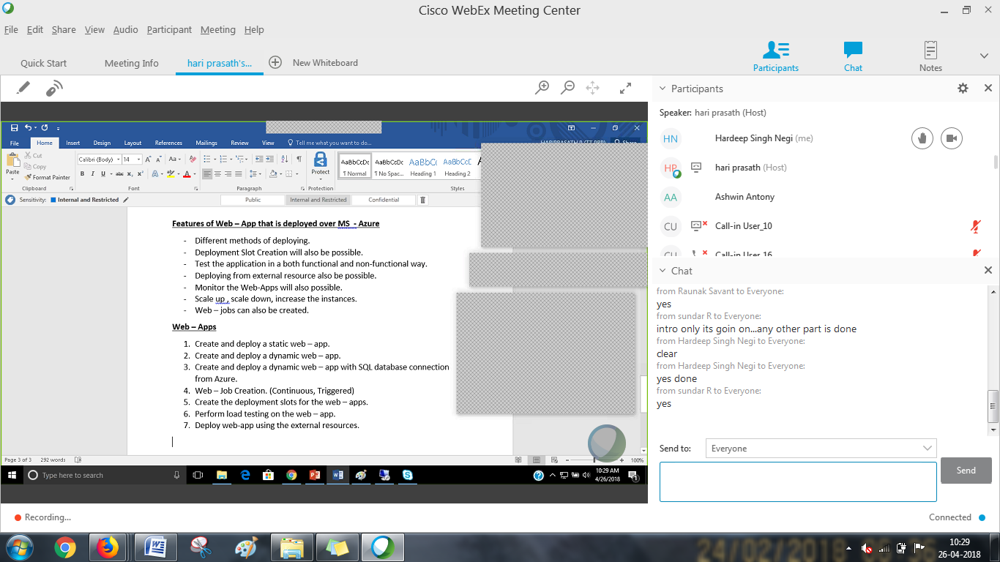 Cisco WebEx Meeting Center
File Edit Share View Audio Participant Meeting Help
Quick Start Meeting Info hari prasath's... New Whiteboard
Participants Chat Notes
File Home Insert Design Layout References Mailings Review View Tell me what you want to do...
Cut
Copy
Format Painter
Paste
Clipboard
Calibri (Body) 14
Font
Paragraph
Protect
Protection
AaBbCcDc AaBbCcDc AaBbCc AaBbCcC
¶ Normal ¶ No Spac... Heading 1 Heading 2
Styles
Sensitivity: Internal and Restricted Public Internal and Restricted Confidential
Features of Web – App that is deployed over MS - Azure
- Different methods of deploying.
- Deployment Slot Creation will also be possible.
- Test the application in a both functional and non-functional way.
- Deploying from external resource also be possible.
- Monitor the Web-Apps will also possible.
- Scale up , scale down, increase the instances.
- Web – jobs can also be created.
Web – Apps
1. Create and deploy a static web – app.
2. Create and deploy a dynamic web – app.
3. Create and deploy a dynamic web – app with SQL database connection
from Azure.
4. Web – Job Creation. (Continuous, Triggered)
5. Create the deployment slots for the web – apps.
6. Perform load testing on the web – app.
7. Deploy web-app using the external resources.
Page 3 of 3 292 words 100%
Type here to search
10:29 AM
4/26/2018
Participants
Speaker: hari prasath (Host)
HN Hardeep Singh Negi (me)
HP hari prasath (Host)
AA Ashwin Antony
CU Call-in User_10
CU Call-in User_16
Chat
from Raunak Savant to Everyone:
yes
from sundar R to Everyone:
intro only its goin on...any other part is done
from Hardeep Singh Negi to Everyone:
clear
from Hardeep Singh Negi to Everyone:
yes done
from sundar R to Everyone:
yes
Send to: Everyone
Send
Recording... Connected
10:29
26-04-2018